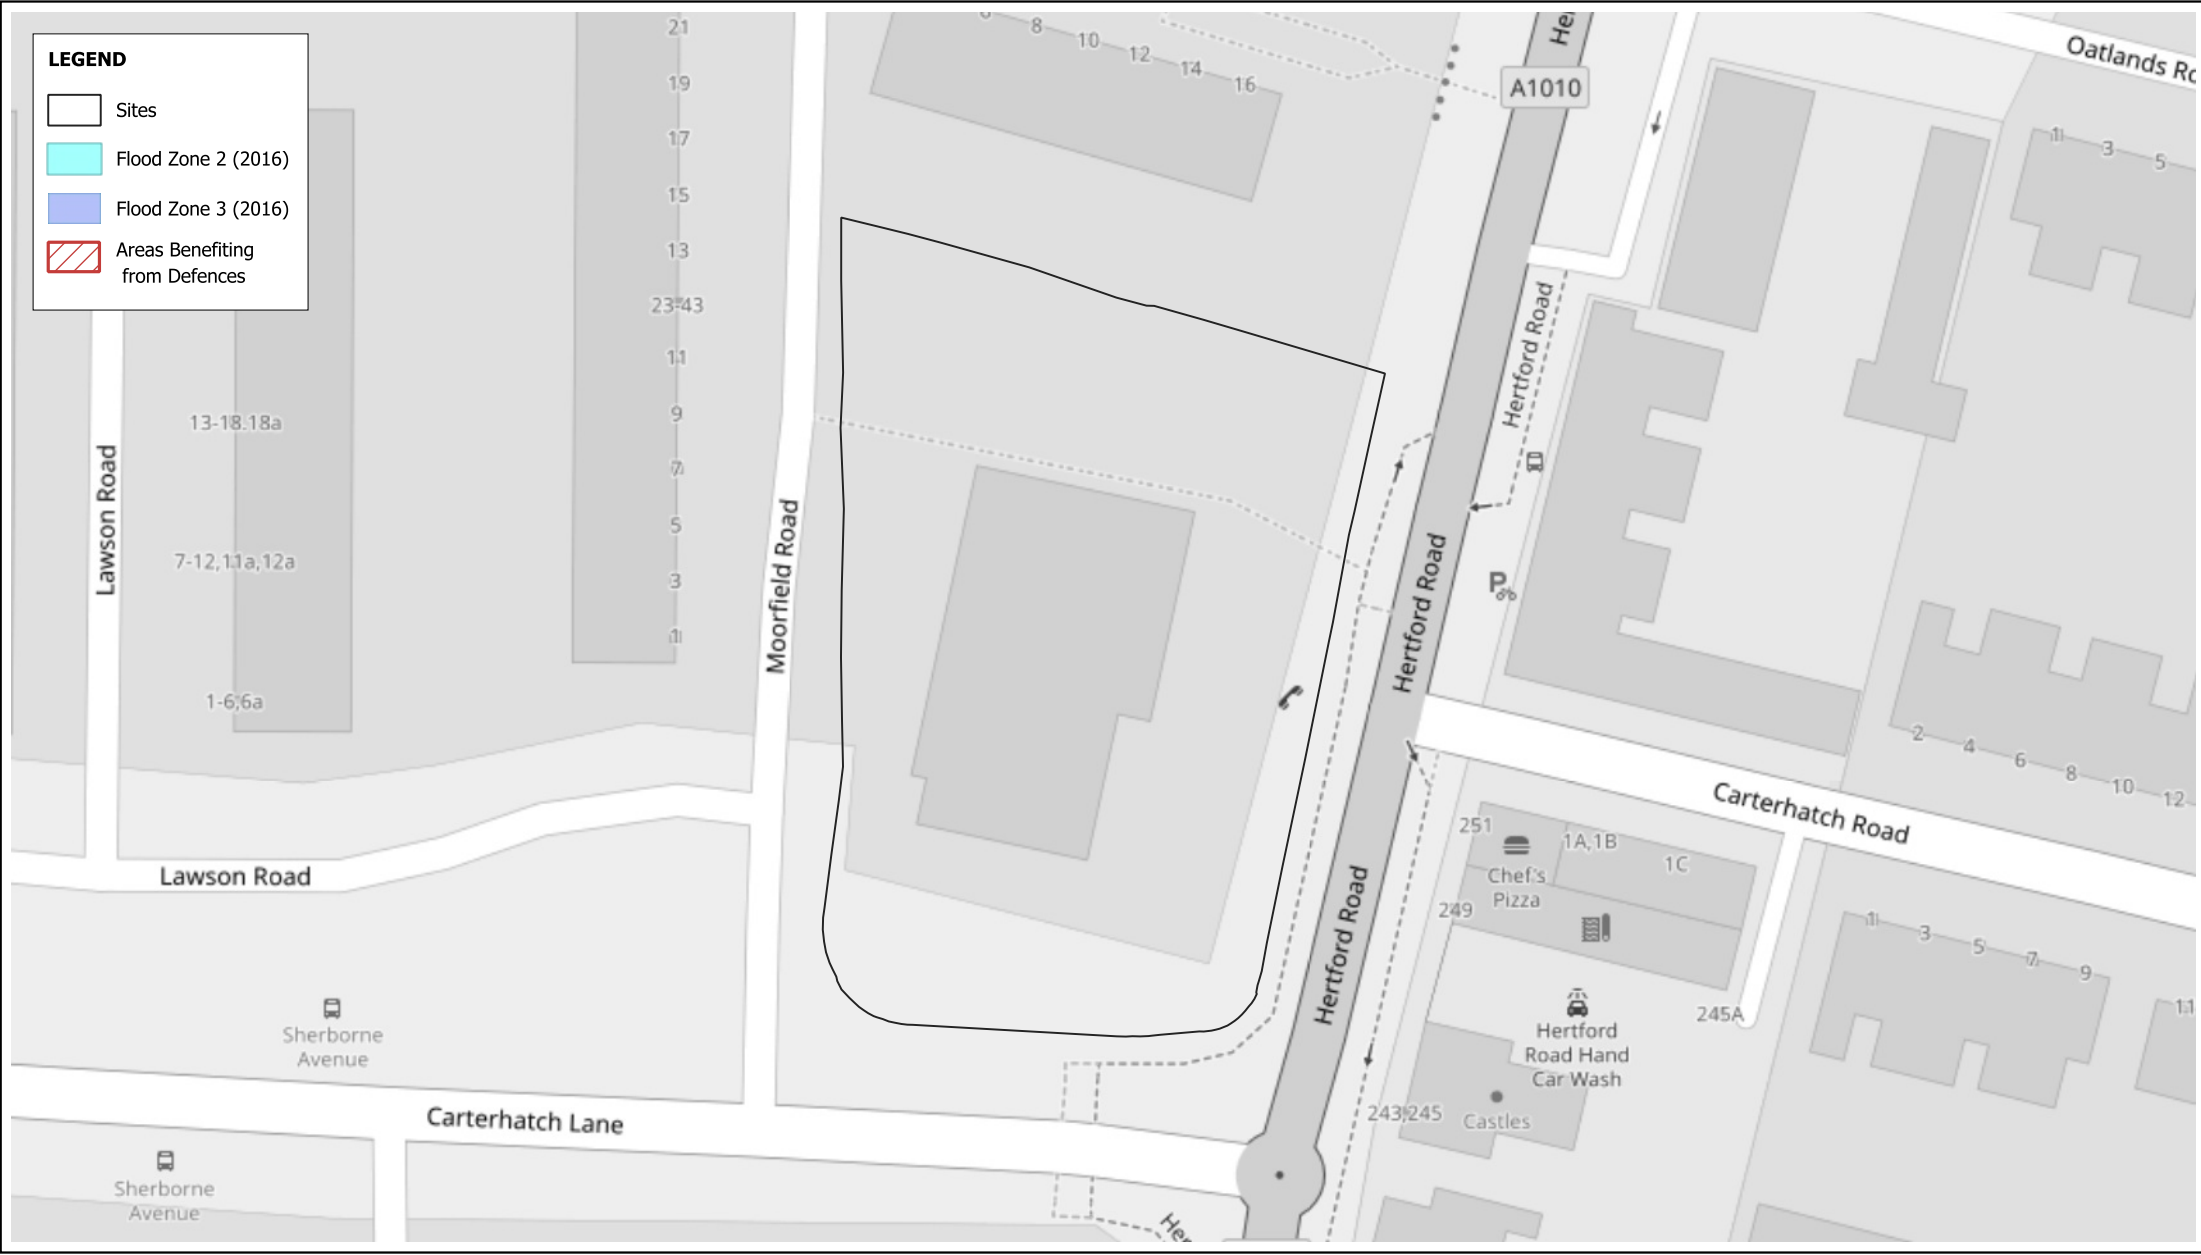 LEGEND
Sites
Flood Zone 2 (2016)
Flood Zone 3 (2016)
Areas Benefiting
from Defences
21
19
17
15
13
23-43
11
9
7
5
3
1
8
10
12
14
16
A1010
Oatlands
1
3
5
13-18.18a
7-12,11a,12a
1-6,6a
Lawson Road
Lawson Road
Moorfield Road
Hertford Road
Hertford Road
Hertford Road
P
Carterhatch Road
2
4
6
8
10
12
251
1A,1B
1C
Chef's
Pizza
249
245A
Hertford
Road Hand
Car Wash
243,245
Castles
1
3
5
7
9
11
Sherborne
Avenue
Carterhatch Lane
Sherborne
Avenue